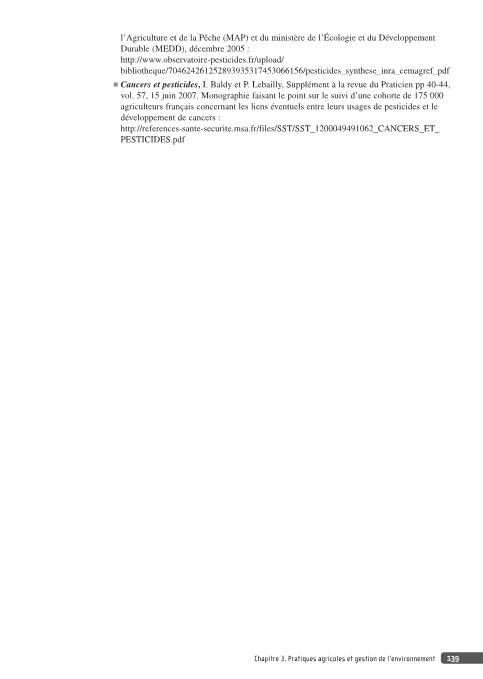 l'Agriculture et de la Pêche (MAP) et du ministère de l'Écologie et du Développement
Durable (MEDD), décembre 2005 :
http://www.observatoire-pesticides.fr/upload/
bibliotheque/704624261252893935317453066156/pesticides_synthese_inra_cemagref_pdf
■ Cancers et pesticides, I. Baldy et P. Lebailly, Supplément à la revue du Praticien pp 40-44,
vol. 57, 15 juin 2007. Monographie faisant le point sur le suivi d'une cohorte de 175 000
agriculteurs français concernant les liens éventuels entre leurs usages de pesticides et le
développement de cancers :
http://references-sante-securite.msa.fr/files/SST/SST_1200049491062_CANCERS_ET_
PESTICIDES.pdf
Chapitre 3. Pratiques agricoles et gestion de l'environnement 139